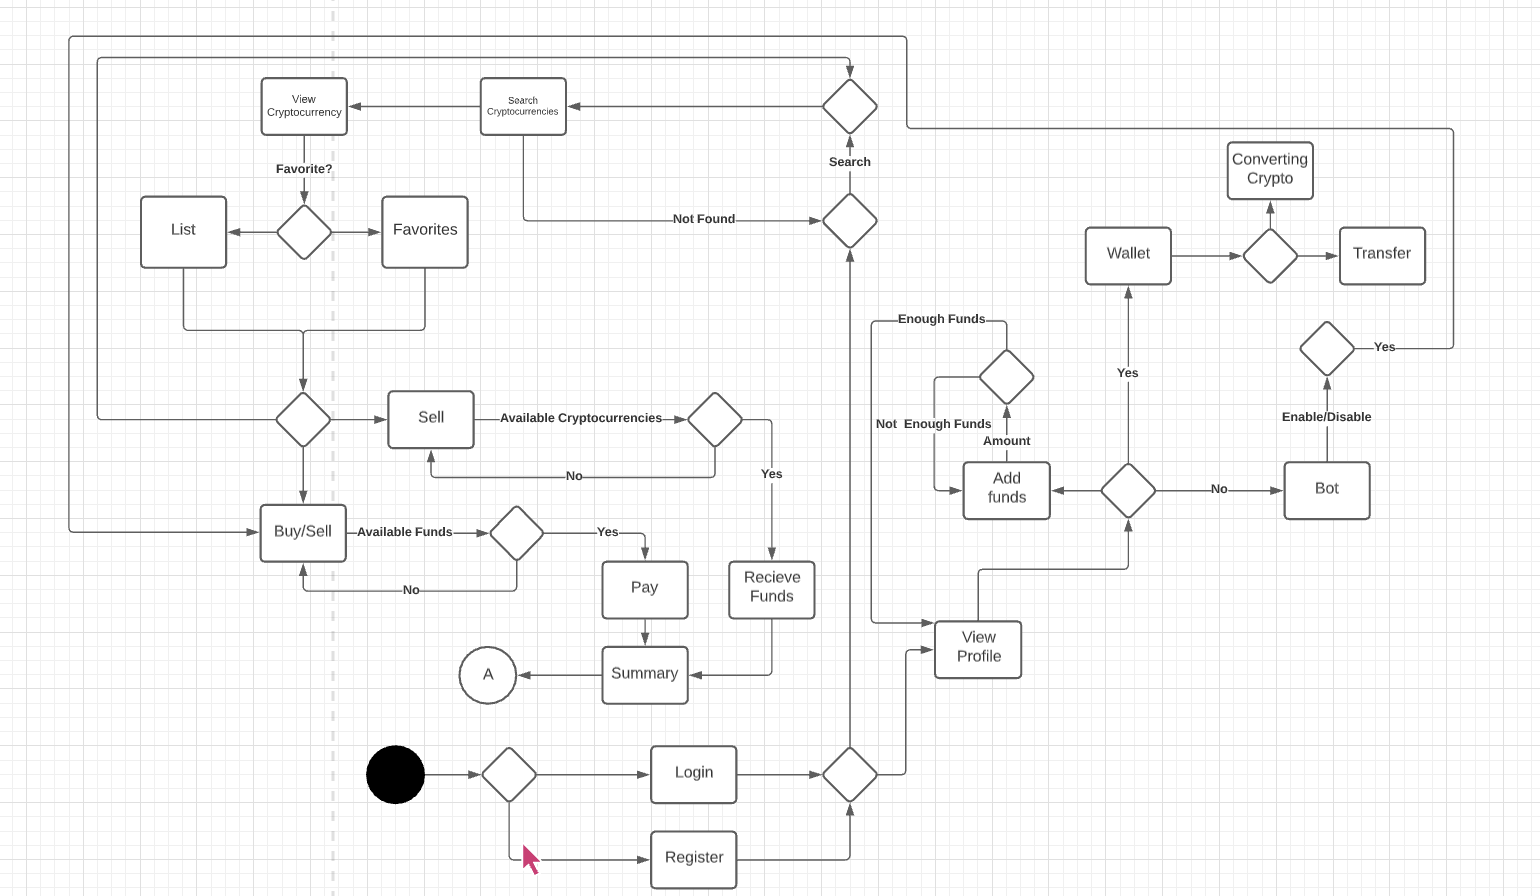 View
Cryptocurrency
Search
Cryptocurrencies
Search
Converting
Crypto
Favorite?
Not Found
List
Favorites
Wallet
Transfer
Enough Funds
Yes
Yes
Sell
Available Cryptocurrencies
Not Enough Funds
Amount
Enable/Disable
No
Yes
Add
funds
No
Bot
Buy/Sell
Available Funds
Yes
No
Pay
Recieve
Funds
View
Profile
A
Summary
Login
Register